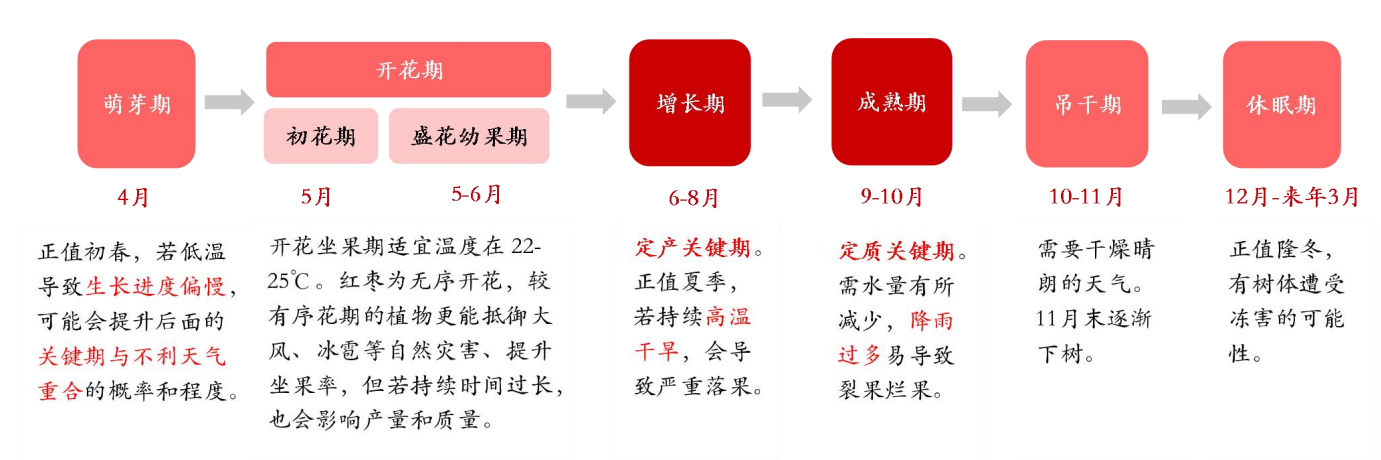 萌芽期
开花期
初花期
盛花幼果期
增长期
成熟期
吊干期
休眠期
4月
5月
5-6月
6-8月
9-10月
10-11月
12月-来年3月
正值初春，若低温
导致生长进度偏慢，
可能会提升后面的
关键期与不利天气
重合的概率和程度。
开花坐果期适宜温度在 22-
25℃。红枣为无序开花，较
有序花期的植物更能抵御大
风、冰雹等自然灾害、提升
坐果率，但若持续时间过长，
也会影响产量和质量。
定产关键期。
正值夏季，
若持续高温
干旱，会导
致严重落果。
定质关键期。
需水量有所
减少，降雨
过多易导致
裂果烂果。
需要干燥晴
朗的天气。
11月末逐渐
下树。
正值隆冬，
有树体遭受
冻害的可能
性。